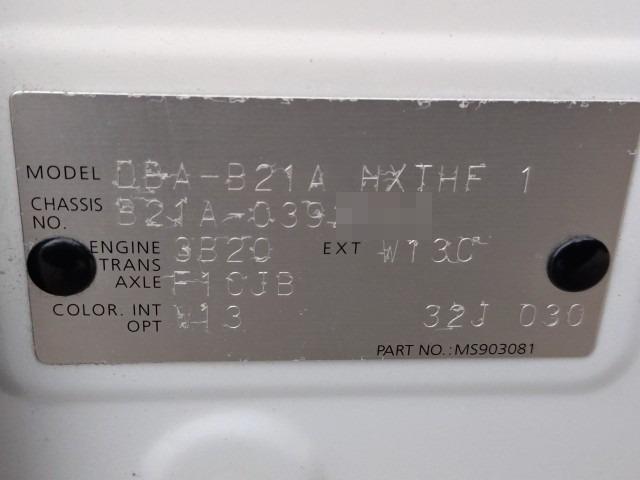 MODEL DBA-B21A HXTHF 1
CHASSIS NO. B21A-039
ENGINE 3B20 EXT W13C
TRANS AXLE F1CJB
COLOR. INT W13 32J 030
OPT
PART NO.:MS903081